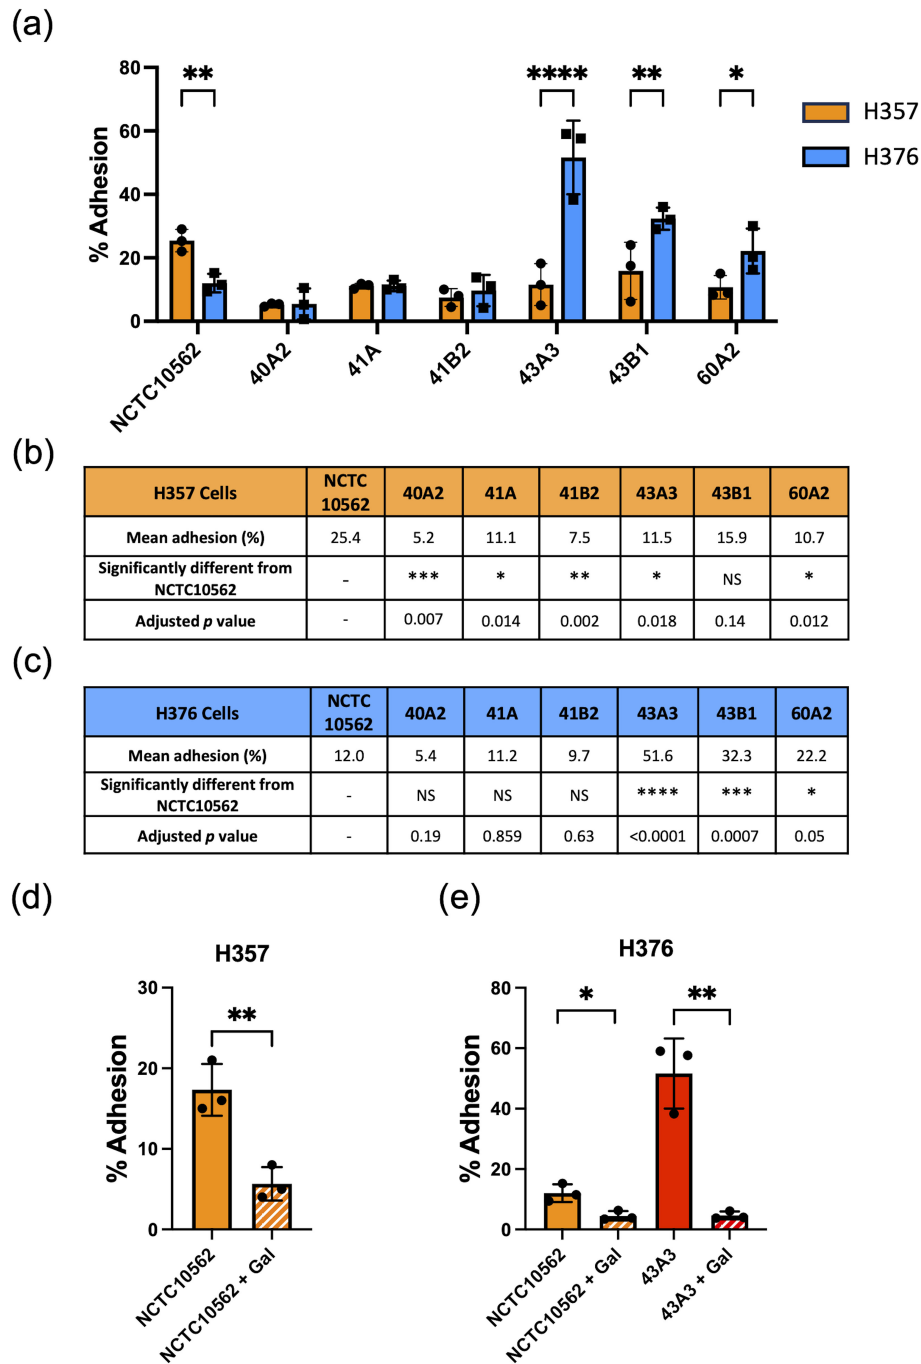 (a)
80
60
40
20
0
% Adhesion
** **** ** *
H357
H376
NCTC10562 40A2 41A 41B2 43A3 43B1 60A2
(b)
H357 Cells NCTC 10562 40A2 41A 41B2 43A3 43B1 60A2
Mean adhesion (%) 25.4 5.2 11.1 7.5 11.5 15.9 10.7
Significantly different from NCTC10562 - *** * ** * NS *
Adjusted p value - 0.007 0.014 0.002 0.018 0.14 0.012
(c)
H376 Cells NCTC 10562 40A2 41A 41B2 43A3 43B1 60A2
Mean adhesion (%) 12.0 5.4 11.2 9.7 51.6 32.3 22.2
Significantly different from NCTC10562 - NS NS NS **** *** *
Adjusted p value - 0.19 0.859 0.63 <0.0001 0.0007 0.05
(d)
H357
30
20
10
0
% Adhesion
**
NCTC10562 NCTC10562 + Gal
(e)
H376
80
60
40
20
0
% Adhesion
* **
NCTC10562 NCTC10562 + Gal 43A3 43A3 + Gal